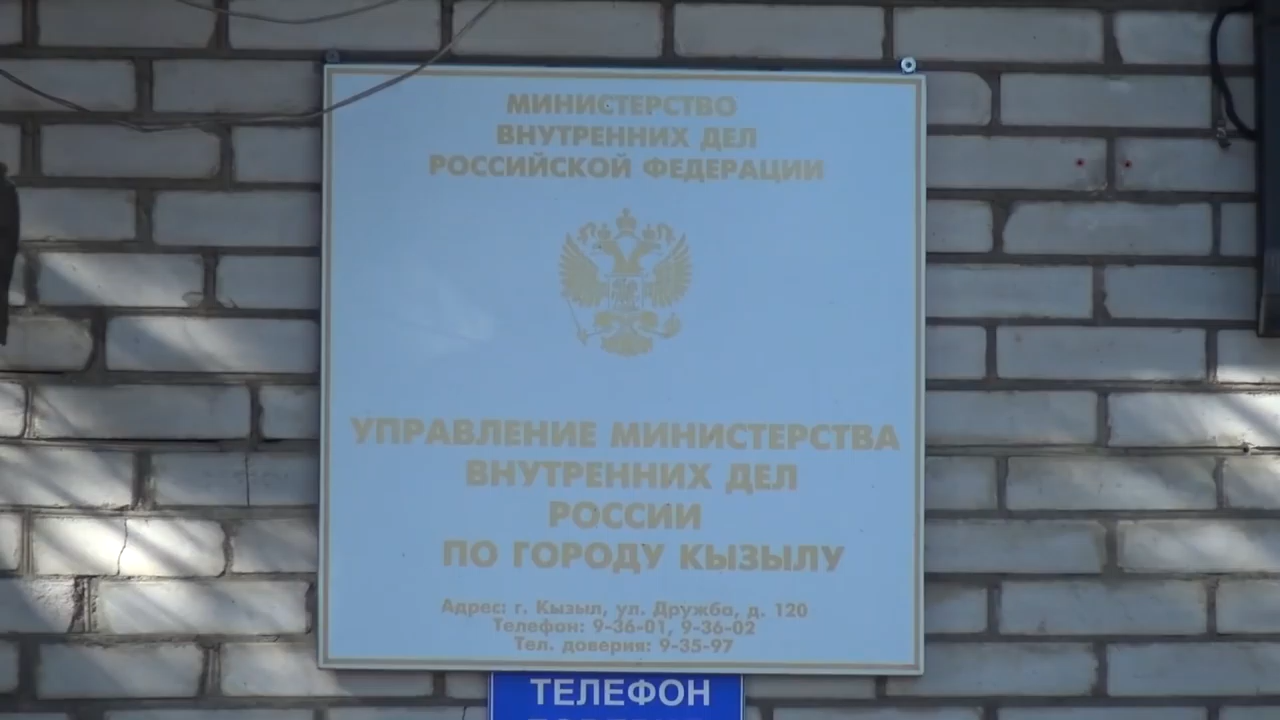 МИНИСТЕРСТВО
ВНУТРЕННИХ ДЕЛ
РОССИЙСКОЙ ФЕДЕРАЦИИ
УПРАВЛЕНИЕ МИНИСТЕРСТВА
ВНУТРЕННИХ ДЕЛ
РОССИИ
ПО ГОРОДУ КЫЗЫЛУ
Адрес: г. Кызыл, ул. Дружба, д. 120
Телефон: 9-36-01, 9-36-02
Тел. доверия: 9-35-97
ТЕЛЕФОН